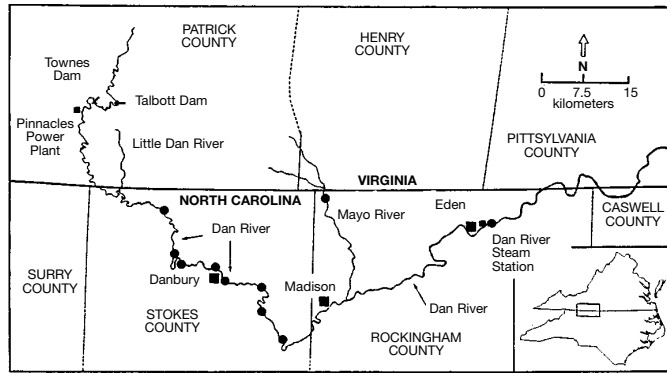 PATRICK
COUNTY
HENRY
COUNTY
Townes
Dam
N
Talbott Dam
0 7.5 15
kilometers
Pinnacles
Power
Plant
Little Dan River
PITTSYLVANIA
COUNTY
VIRGINIA
NORTH CAROLINA
Mayo River
Eden
CASWELL
COUNTY
Dan River
Dan River
Steam
Station
SURRY
COUNTY
Danbury
Madison
STOKES
COUNTY
Dan River
ROCKINGHAM
COUNTY